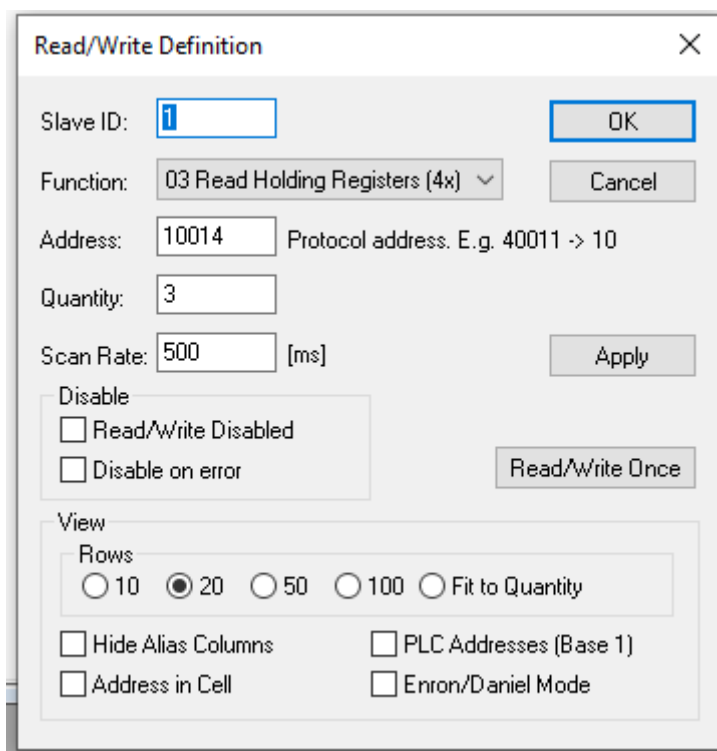 Read/Write Definition
Slave ID: 1 OK
Function: 03 Read Holding Registers (4x) Cancel
Address: 10014 Protocol address. E.g. 40011 -> 10
Quantity: 3
Scan Rate: 500 [ms] Apply
Disable
Read/Write Disabled
Disable on error
Read/Write Once
View
Rows
10 20 50 100 Fit to Quantity
Hide Alias Columns PLC Addresses (Base 1)
Address in Cell Enron/Daniel Mode